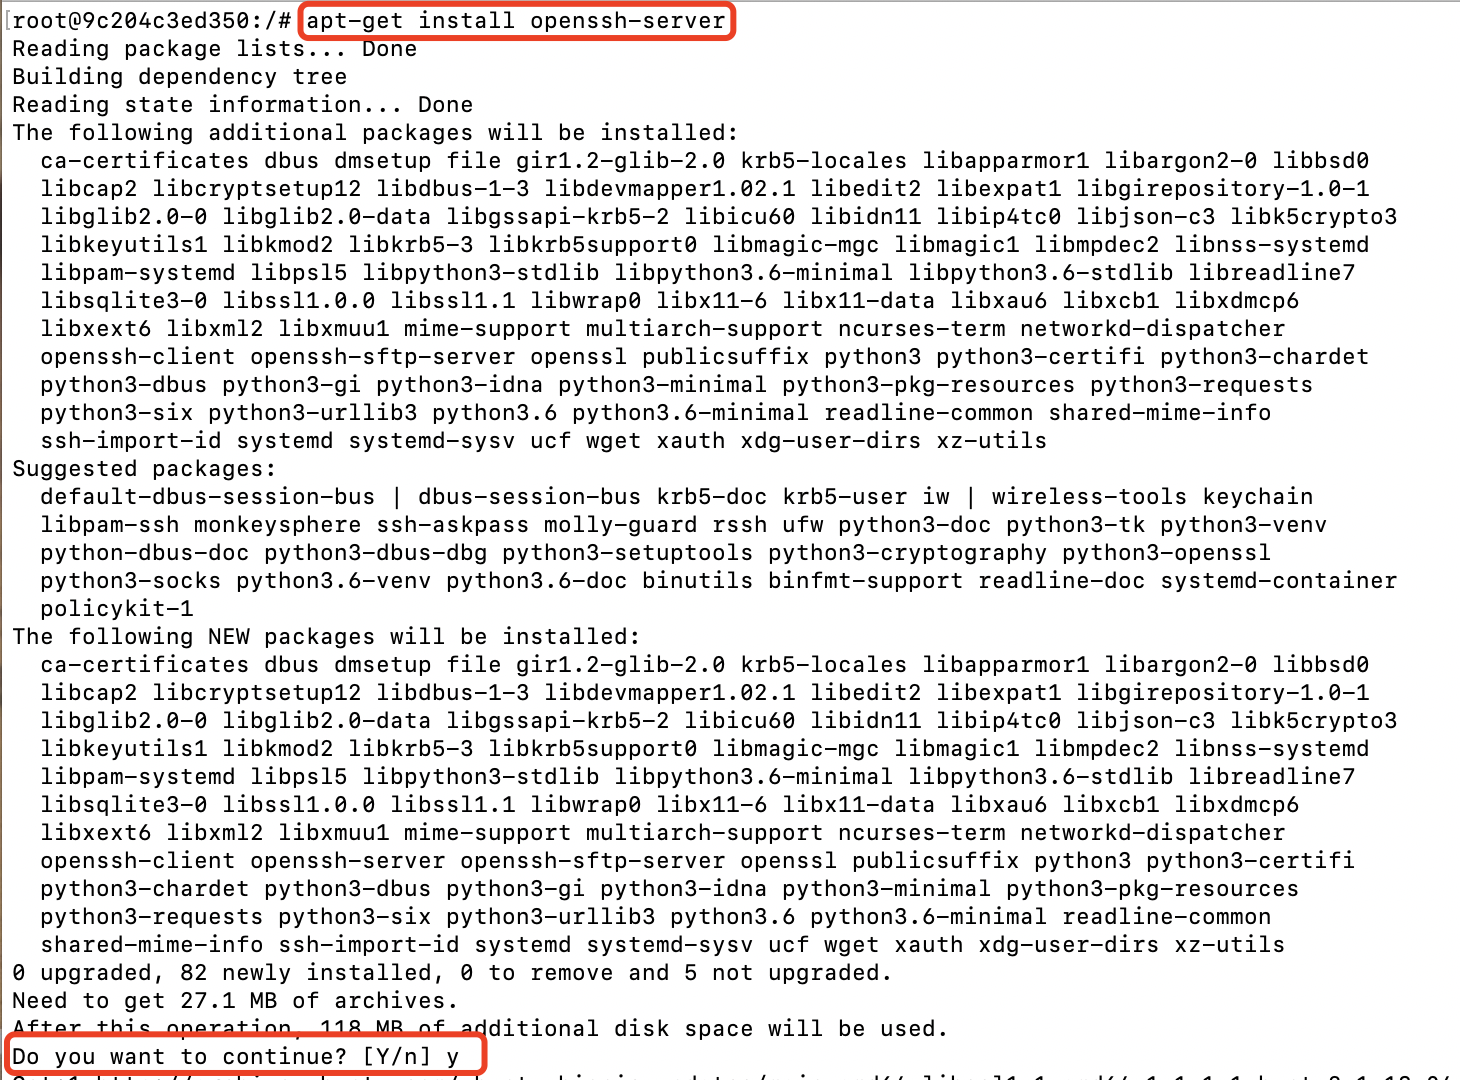 [root@9c204c3ed350:/# apt-get install openssh-server
Reading package lists... Done
Building dependency tree
Reading state information... Done
The following additional packages will be installed:
  ca-certificates dbus dmsetup file gir1.2-glib-2.0 krb5-locales libapparmor1 libargon2-0 libbsd0
  libcap2 libcryptsetup12 libdbus-1-3 libdevmapper1.02.1 libedit2 libexpat1 libgirepository-1.0-1
  libglib2.0-0 libglib2.0-data libgssapi-krb5-2 libicu60 libidn11 libip4tc0 libjson-c3 libk5crypto3
  libkeyutils1 libkmod2 libkrb5-3 libkrb5support0 libmagic-mgc libmagic1 libmpdec2 libnss-systemd
  libpam-systemd libpsl5 libpython3-stdlib libpython3.6-minimal libpython3.6-stdlib libreadline7
  libsqlite3-0 libssl1.0.0 libssl1.1 libwrap0 libx11-6 libx11-data libxau6 libxcb1 libxdmcp6
  libxext6 libxml2 libxmuu1 mime-support multiarch-support ncurses-term networkd-dispatcher
  openssh-client openssh-sftp-server openssl publicsuffix python3 python3-certifi python3-chardet
  python3-dbus python3-gi python3-idna python3-minimal python3-pkg-resources python3-requests
  python3-six python3-urllib3 python3.6 python3.6-minimal readline-common shared-mime-info
  ssh-import-id systemd systemd-sysv ucf wget xauth xdg-user-dirs xz-utils
Suggested packages:
  default-dbus-session-bus | dbus-session-bus krb5-doc krb5-user iw | wireless-tools keychain
  libpam-ssh monkeysphere ssh-askpass molly-guard rssh ufw python3-doc python3-tk python3-venv
  python-dbus-doc python3-dbus-dbg python3-setuptools python3-cryptography python3-openssl
  python3-socks python3.6-venv python3.6-doc binutils binfmt-support readline-doc systemd-container
  policykit-1
The following NEW packages will be installed:
  ca-certificates dbus dmsetup file gir1.2-glib-2.0 krb5-locales libapparmor1 libargon2-0 libbsd0
  libcap2 libcryptsetup12 libdbus-1-3 libdevmapper1.02.1 libedit2 libexpat1 libgirepository-1.0-1
  libglib2.0-0 libglib2.0-data libgssapi-krb5-2 libicu60 libidn11 libip4tc0 libjson-c3 libk5crypto3
  libkeyutils1 libkmod2 libkrb5-3 libkrb5support0 libmagic-mgc libmagic1 libmpdec2 libnss-systemd
  libpam-systemd libpsl5 libpython3-stdlib libpython3.6-minimal libpython3.6-stdlib libreadline7
  libsqlite3-0 libssl1.0.0 libssl1.1 libwrap0 libx11-6 libx11-data libxau6 libxcb1 libxdmcp6
  libxext6 libxml2 libxmuu1 mime-support multiarch-support ncurses-term networkd-dispatcher
  openssh-client openssh-server openssh-sftp-server openssl publicsuffix python3 python3-certifi
  python3-chardet python3-dbus python3-gi python3-idna python3-minimal python3-pkg-resources
  python3-requests python3-six python3-urllib3 python3.6 python3.6-minimal readline-common
  shared-mime-info ssh-import-id systemd systemd-sysv ucf wget xauth xdg-user-dirs xz-utils
0 upgraded, 82 newly installed, 0 to remove and 5 not upgraded.
Need to get 27.1 MB of archives.
After this operation, 118 MB of additional disk space will be used.
Do you want to continue? [Y/n] y